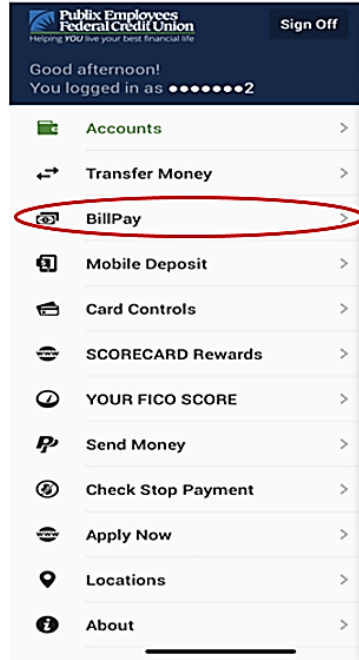 Publix Employees
Federal Credit Union
Helping YOU live your best financial life
Sign Off
Good afternoon!
You logged in as ●●●●●●●2
Accounts
Transfer Money
BillPay
Mobile Deposit
Card Controls
www
SCORECARD Rewards
YOUR FICO SCORE
Send Money
Check Stop Payment
www
Apply Now
Locations
About